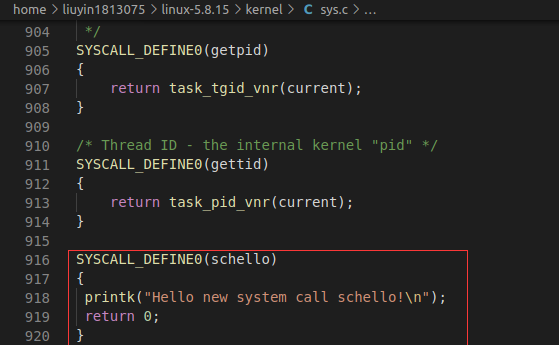 home > liuyin1813075 > linux-5.8.15 > kernel > C sys.c > ...
904 */
905 SYSCALL_DEFINE0(getpid)
906 {
907 return task_tgid_vnr(current);
908 }
909
910 /* Thread ID - the internal kernel "pid" */
911 SYSCALL_DEFINE0(gettid)
912 {
913 return task_pid_vnr(current);
914 }
915
916 SYSCALL_DEFINE0(schello)
917 {
918 printk("Hello new system call schello!\n");
919 return 0;
920 }